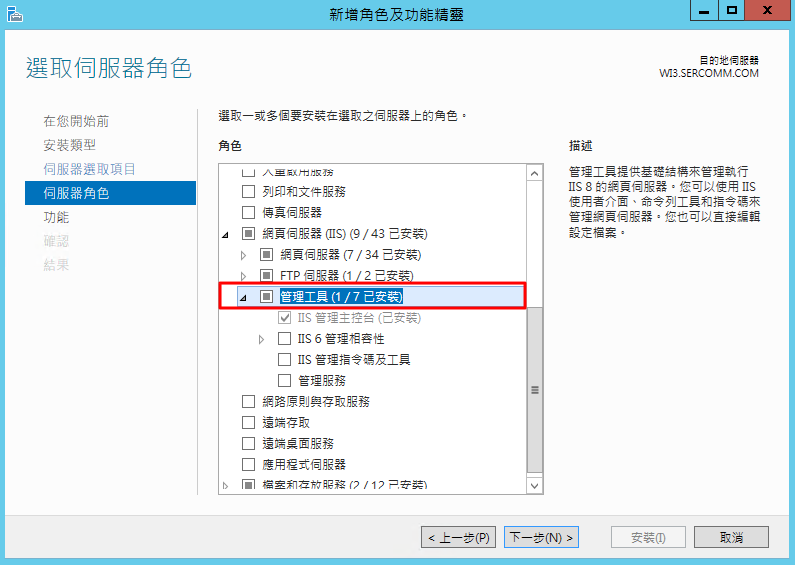 新增角色及功能精靈
選取伺服器角色
目的地伺服器
WI3.SERCOMM.COM
在您開始前
安裝類型
伺服器選取項目
伺服器角色
功能
確認
結果
選取一或多個要安裝在選取之伺服器上的角色。
角色
大量啟用服務
列印和文件服務
傳真伺服器
網頁伺服器 (IIS) (9 / 43 已安裝)
網頁伺服器 (7 / 34 已安裝)
FTP 伺服器 (1 / 2 已安裝)
管理工具 (1 / 7 已安裝)
IIS 管理主控台 (已安裝)
IIS 6 管理相容性
IIS 管理指令碼及工具
管理服務
網路原則與存取服務
遠端存取
遠端桌面服務
應用程式伺服器
檔案和存放服務 (2 / 12 已安裝)
描述
管理工具提供基礎結構來管理執行
IIS 8 的網頁伺服器。您可以使用 IIS
使用者介面、命令列工具和指令碼來
管理網頁伺服器。您也可以直接編輯
設定檔案。
< 上一步(P)
下一步(N) >
安裝(I)
取消